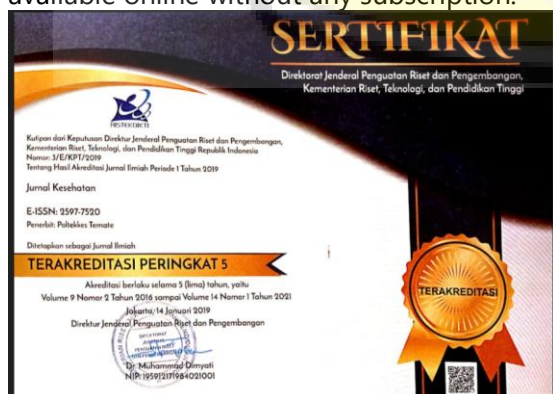 available online without any subscription.
SERTIFIKAT
Direktorat Jenderal Penguatan Riset dan Pengembangan,
Kementerian Riset, Teknologi, dan Pendidikan Tinggi
RISTEKDIKTI
Kutipan dari Keputusan Direktur Jenderal Penguatan Riset dan Pengembangan,
Kementerian Riset, Teknologi, dan Pendidikan Tinggi Republik Indonesia
Nomor: 3/E/KPT/2019
Tentang Hasil Akreditasi Jurnal Ilmiah Periode 1 Tahun 2019
Jurnal Kesehatan
E-ISSN: 2597-7520
Penerbit: Poltekkes Ternate
Ditetapkan sebagai Jurnal Ilmiah
TERAKREDITASI PERINGKAT 5
Akreditasi berlaku selama 5 (lima) tahun, yaitu
Volume 9 Nomor 2 Tahun 2016 sampai Volume 14 Nomor 1 Tahun 2021
Jakarta, 14 Januari 2019
Direktur Jenderal Penguatan Riset dan Pengembangan
Dr. Muhammad Dimyati
NIP. 195912171984021001
TERAKREDITASI